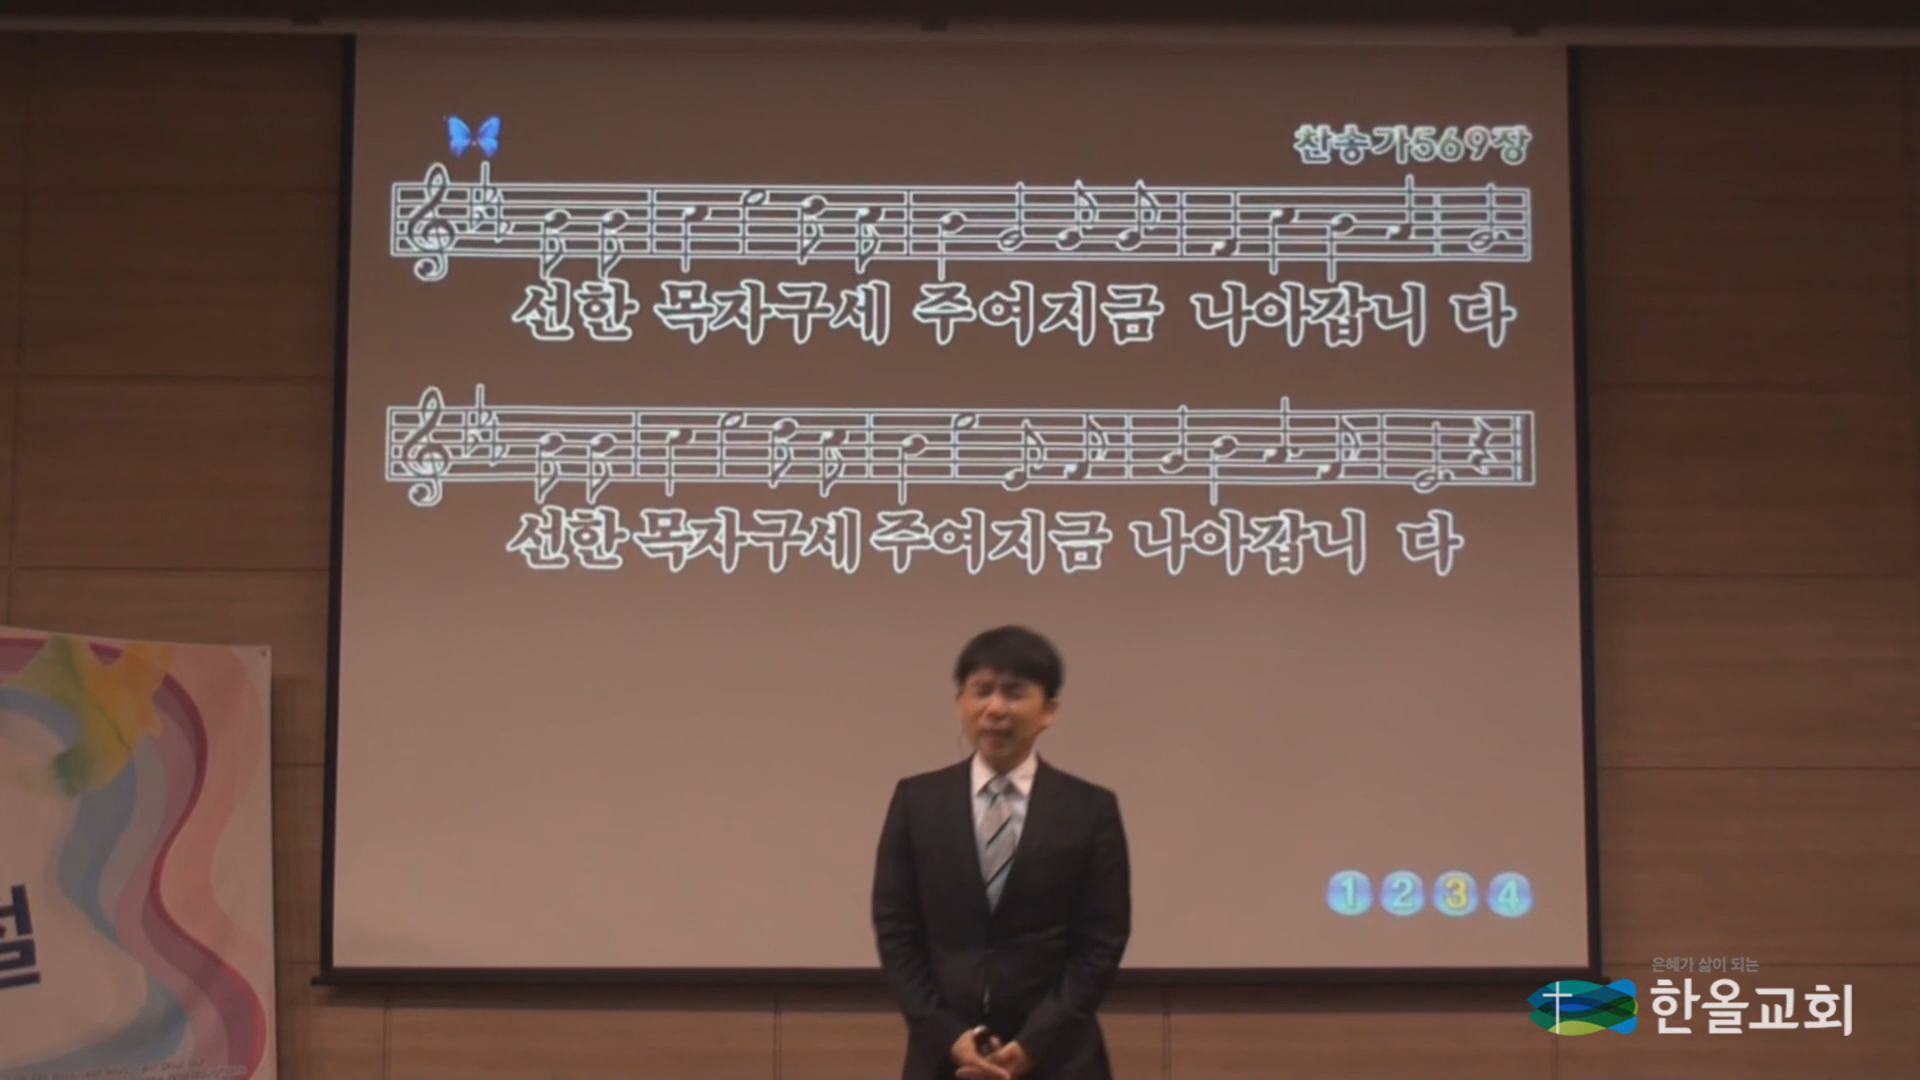 찬송가569장
선한 목자구세 주여지금 나아갑니 다
선한목자구세주여지금 나아갑니 다
1 2 3 4
은혜가 삶이 되는
한올교회